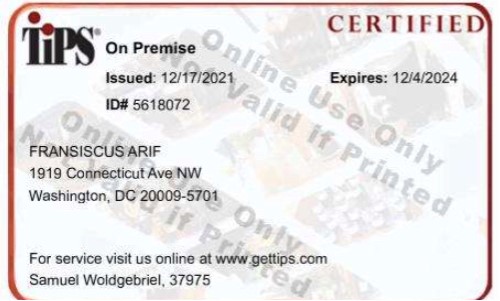 CERTIFIED
TiPS® On Premise
Issued: 12/17/2021 Expires: 12/4/2024
ID# 5618072
FRANSISCUS ARIF
1919 Connecticut Ave NW
Washington, DC 20009-5701
For service visit us online at www.gettips.com
Samuel Woldgebriel, 37975
Online Use Only
Not Valid if Printed
Online Use Only
Not Valid if Printed